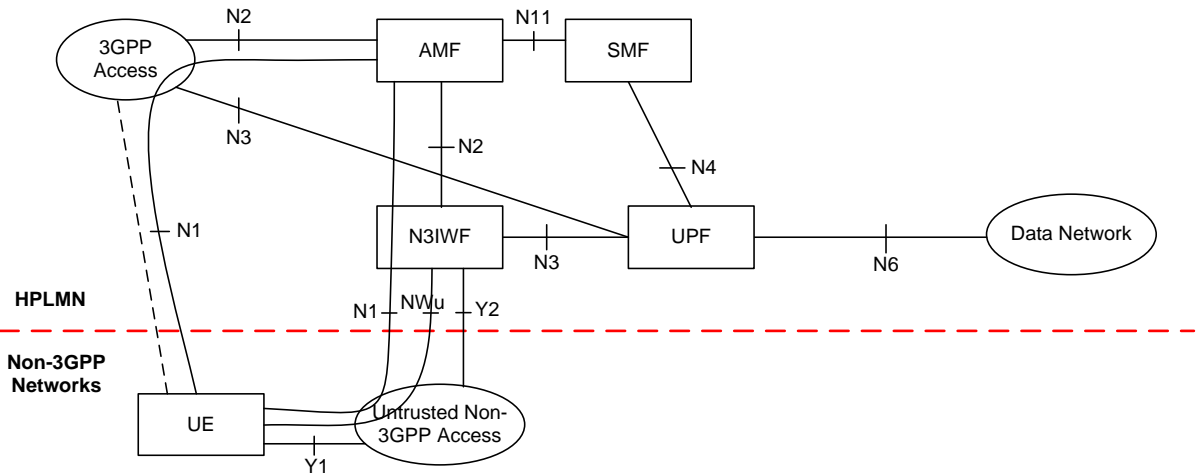 N2
N11
3GPP
Access
AMF
SMF
N3
N2
N4
N1
N3IWF
UPF
Data Network
N3
N6
HPLMN
N1
NWu
Y2
Non-3GPP
Networks
UE
Untrusted Non-
3GPP Access
Y1